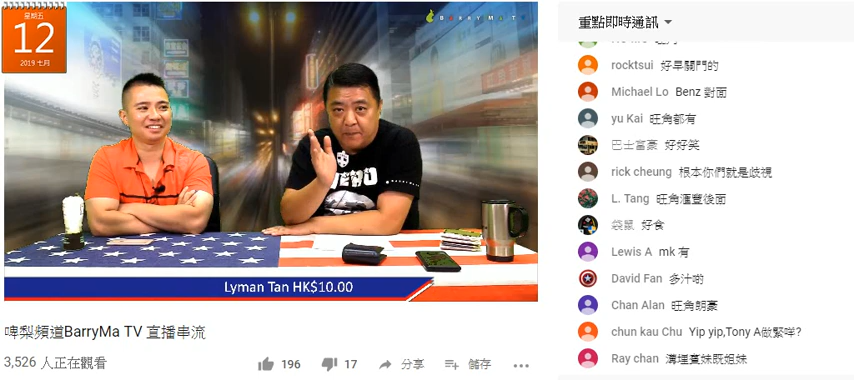 星期五
12
2019 七月
BARRYMA TV
Lyman Tan HK$10.00
啤梨頻道BarryMa TV 直播串流
3,526 人正在觀看
196
17
分享
儲存
重點即時通訊
rocktsui 好早關門的
Michael Lo Benz 對面
yu Kai 旺角都有
巴士富豪 好好笑
rick cheung 根本你們就是歧視
L. Tang 旺角滙豐後面
袋鼠 好食
Lewis A mk 有
David Fan 多汁啲
Chan Alan 旺角朗豪
chun kau Chu Yip yip,Tony A做緊咩?
Ray chan 溝埋臺妹既姐妹